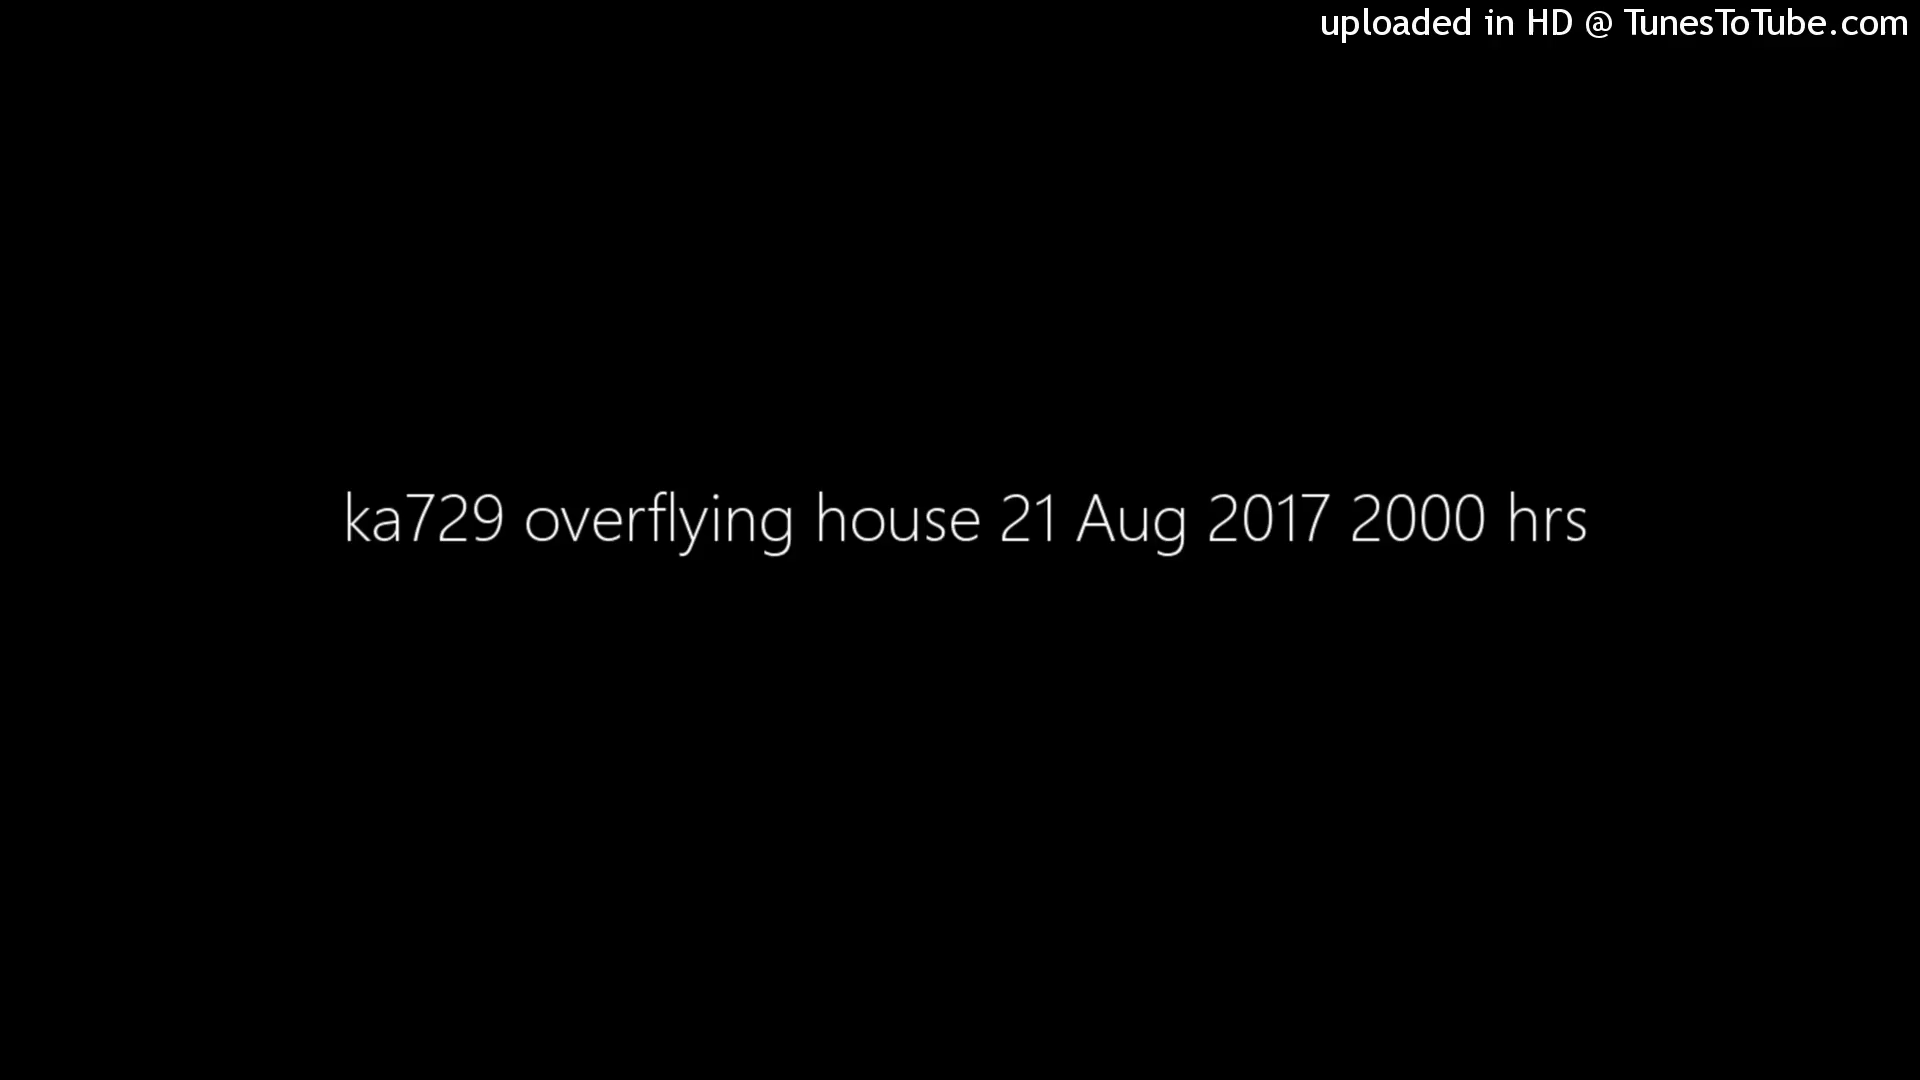 uploaded in HD @ TunesToTube.com
ka729 overflying house 21 Aug 2017 2000 hrs